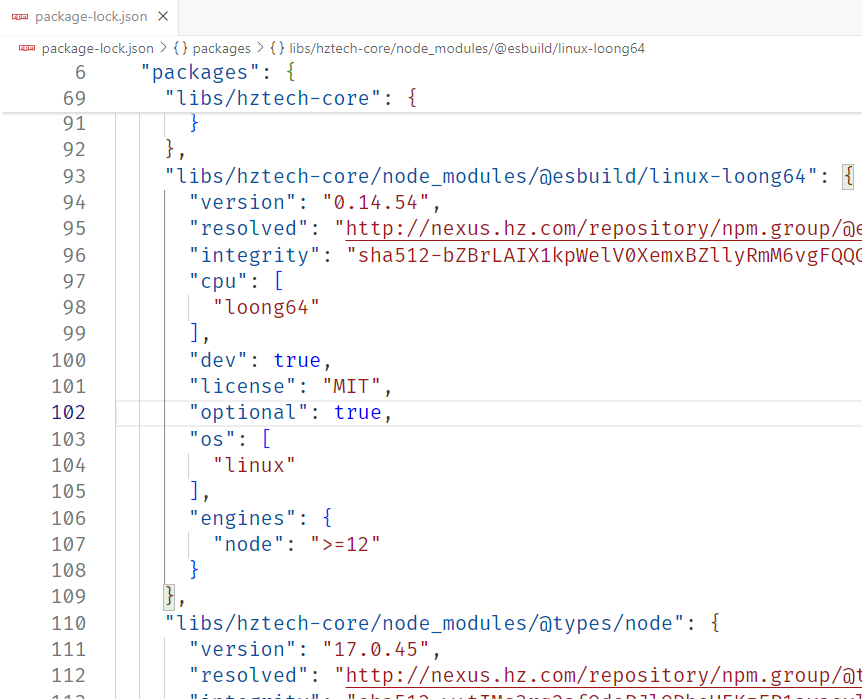 package-lock.json
package-lock.json > {} packages > {} libs/hztech-core/node_modules/@esbuild/linux-loong64
6 "packages": {
69 "libs/hztech-core": {
91 }
92 },
93 "libs/hztech-core/node_modules/@esbuild/linux-loong64": {
94 "version": "0.14.54",
95 "resolved": "http://nexus.hz.com/repository/npm.group/@e
96 "integrity": "sha512-bZBrLAIX1kpWelV0XemxBZllyRmM6vgFQQG
97 "cpu": [
98 "loong64"
99 ],
100 "dev": true,
101 "license": "MIT",
102 "optional": true,
103 "os": [
104 "linux"
105 ],
106 "engines": {
107 "node": ">=12"
108 }
109 },
110 "libs/hztech-core/node_modules/@types/node": {
111 "version": "17.0.45",
112 "resolved": "http://nexus.hz.com/repository/npm.group/@t